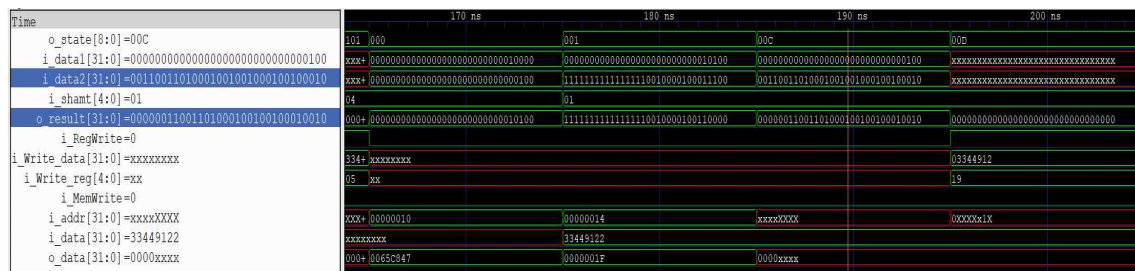 Time
170 ns 180 ns 190 ns 200 ns
o_state[8:0]=00C 101 000 001 00C 00D
i_data1[31:0]=00000000000000000000000000000100 xxx+ 00000000000000000000000000010000 00000000000000000000000000010100 00000000000000000000000000000100 xxxxxxxxxxxxxxxxxxxxxxxxxxxxxxxx
i_data2[31:0]=00110011010001001001000100100010 xxx+ 00000000000000000000000000000100 11111111111111110010000100011100 00110011010001001001000100100010 xxxxxxxxxxxxxxxxxxxxxxxxxxxxxxxx
i_shamt[4:0]=01 04 01
o_result[31:0]=00000011001101000100100100010010 000+ 00000000000000000000000000010100 11111111111111110010000100110000 00000011001101000100100100010010 00000000000000000000000000000000
i_RegWrite=0
i_Write_data[31:0]=xxxxxxxx 334+ xxxxxxxx 03344912
i_Write_reg[4:0]=xx 05 xx 19
i_MemWrite=0
i_addr[31:0]=xxxxXXXX XXX+ 00000010 00000014 xxxxXXXX 0XXXXx1X
i_data[31:0]=33449122 xxxxxxxx 33449122
o_data[31:0]=0000xxxx 000+ 0065C847 0000001F 0000xxxx